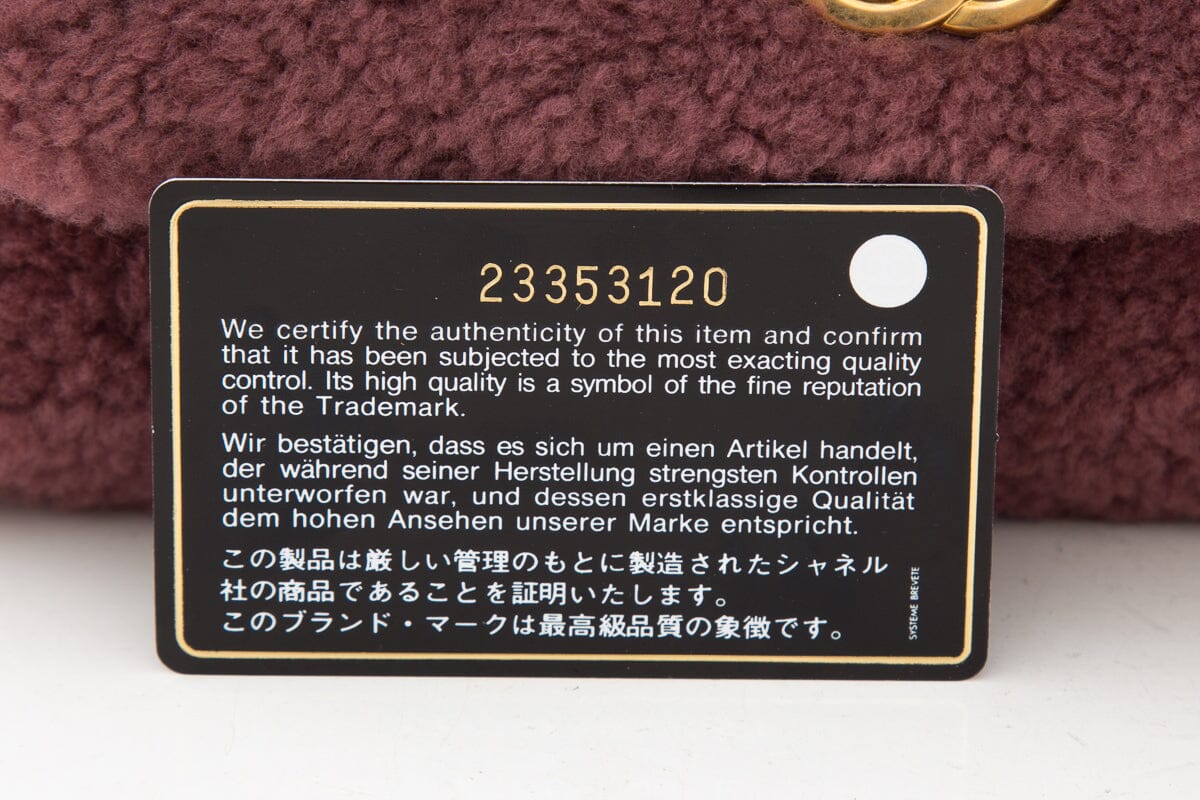 23353120
We certify the authenticity of this item and confirm
that it has been subjected to the most exacting quality
control. Its high quality is a symbol of the fine reputation
of the Trademark.
Wir bestätigen, dass es sich um einen Artikel handelt,
der während seiner Herstellung strengsten Kontrollen
unterworfen war, und dessen erstklassige Qualität
dem hohen Ansehen unserer Marke entspricht.
この製品は厳しい管理のもとに製造されたシャネル
社の商品であることを証明いたします。
このブランド・マークは最高級品質の象徴です。
SYSTEME BREVETE